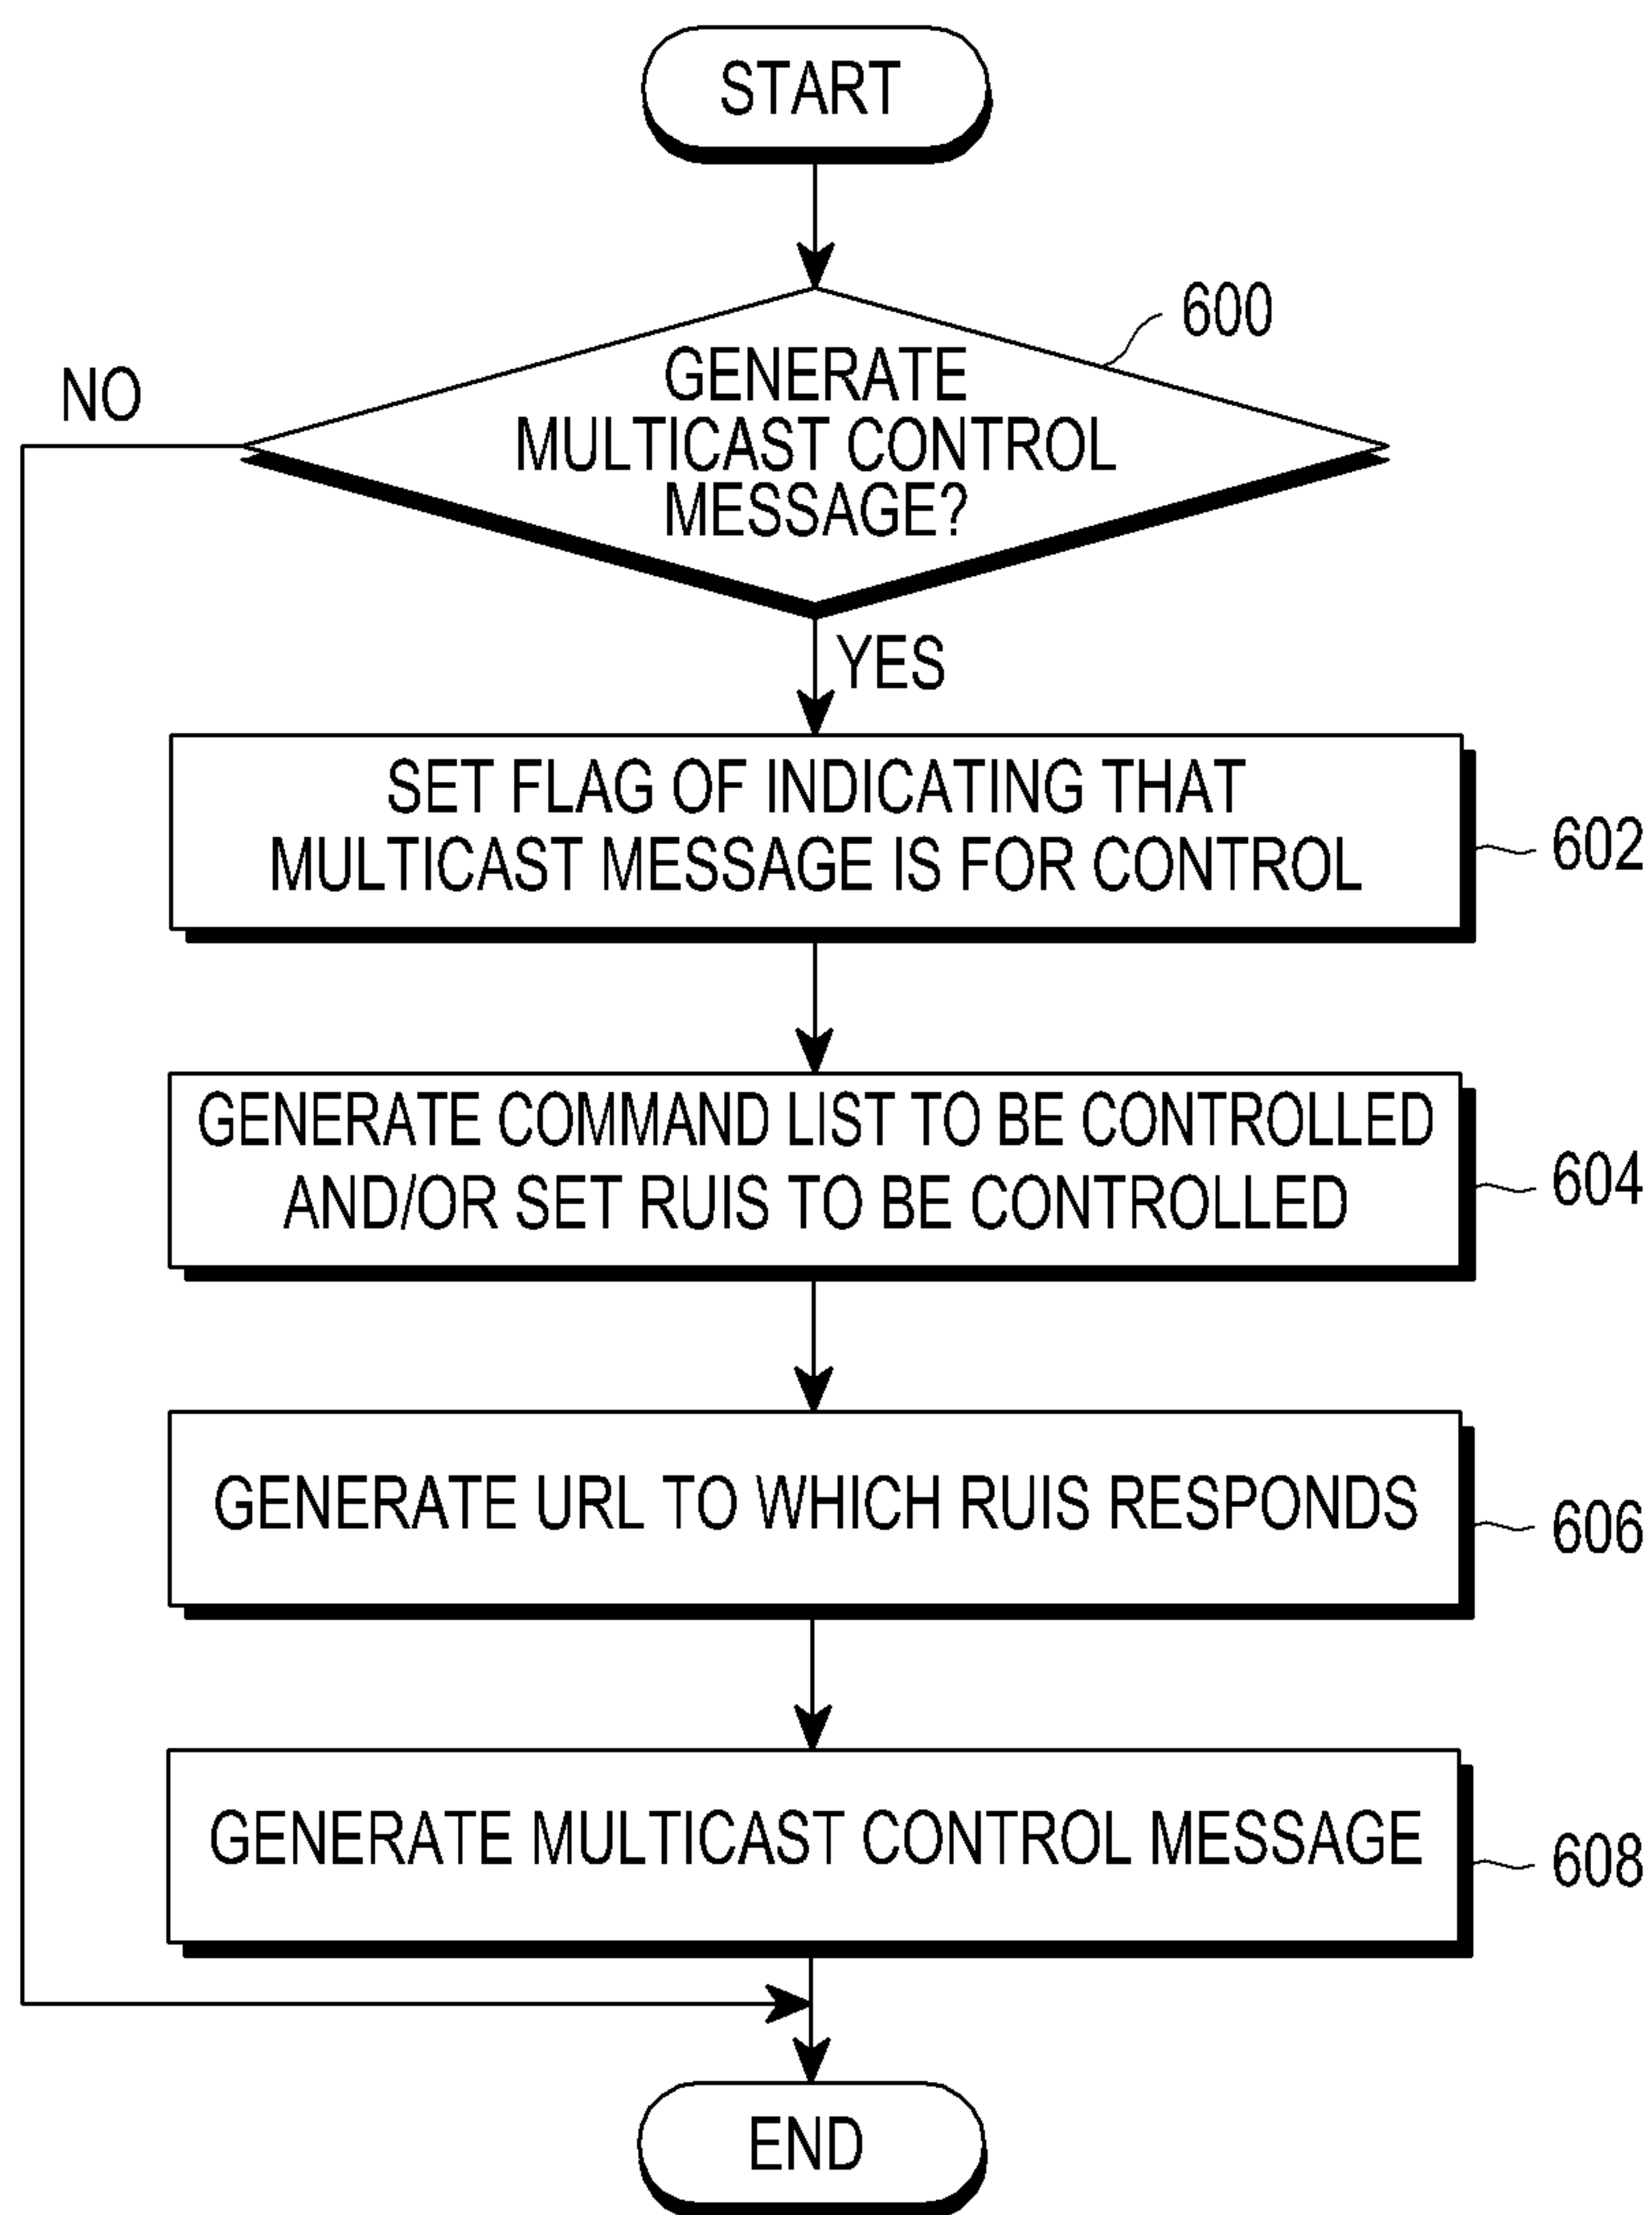 START
600
GENERATE
NO
MULTICAST CONTROL
MESSAGE?
YES
SET FLAG OF INDICATING THAT
MULTICAST MESSAGE IS FOR CONTROL
602
GENERATE COMMAND LIST TO BE CONTROLLED
AND/OR SET RUIS TO BE CONTROLLED
604
GENERATE URL TO WHICH RUIS RESPONDS
606
GENERATE MULTICAST CONTROL MESSAGE
608
END